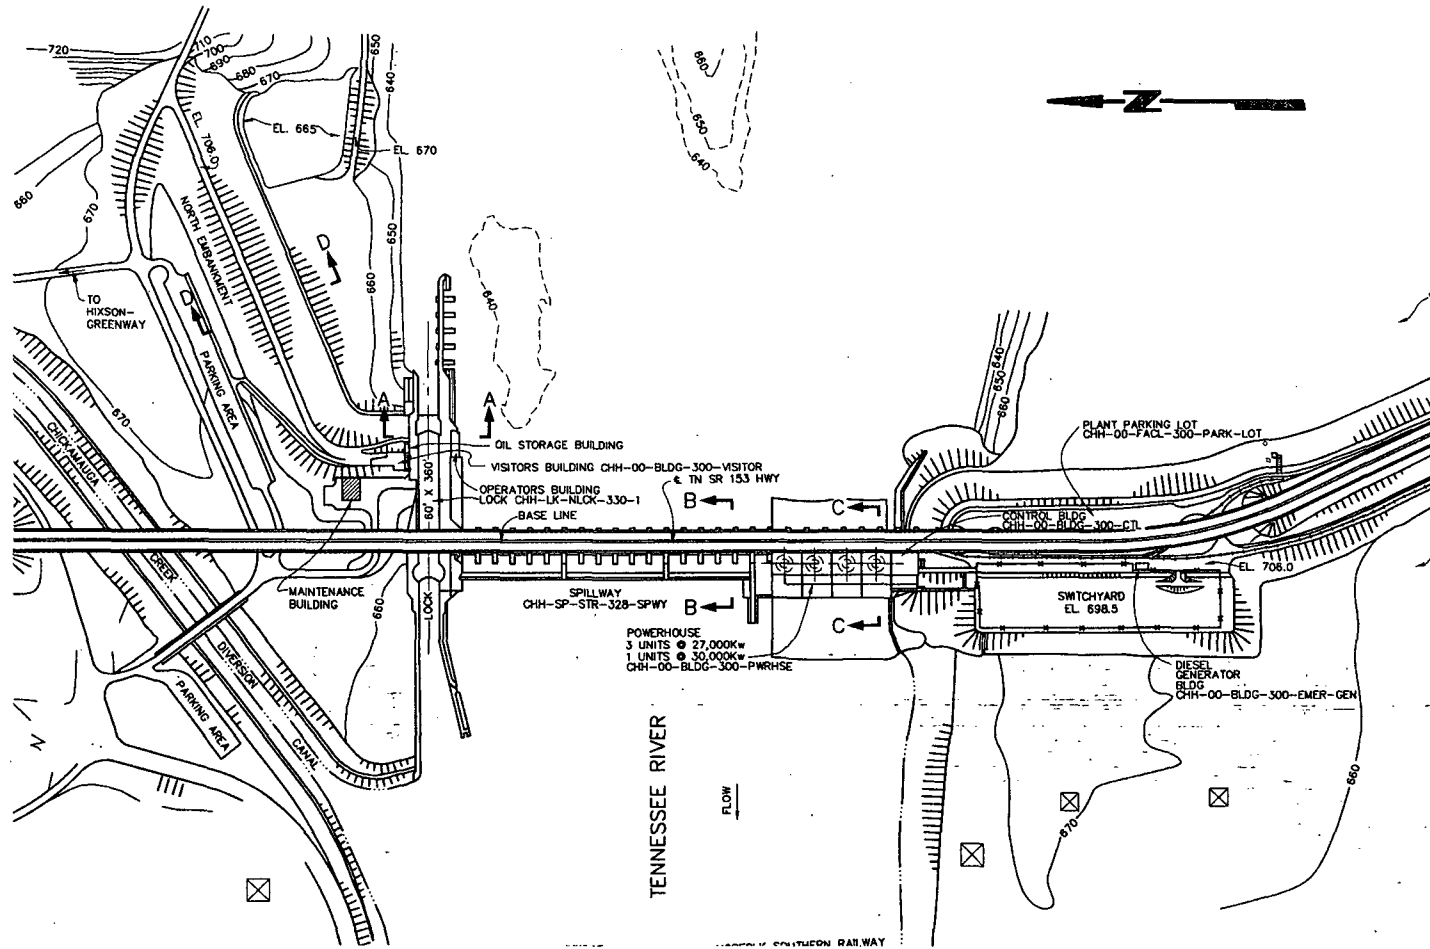 720
710
700
690
680
670
650
640
660
650
640
EL. 665
EL. 706.0
EL 670
N
660
670
NORTH EMBANKMENT
D
650
660
TO
HIXSON-
GREENWAY
D
640
PARKING AREA
640
650
660
670
A
A
PLANT PARKING LOT
CHH-00-FACL-300-PARK-LOT
OIL STORAGE BUILDING
VISITORS BUILDING CHH-00-BLDG-300-VISITOR
℄ TN SR 153 HWY
OPERATORS BUILDING
LOCK CHH-LK-NLCK-330-1
60' X 360'
BASE LINE
B
C
CONTROL BLDG
CHH-00-BLDG-300-CTL
CHICKAMAUGA
CREEK
DIVERSION
CANAL
EL. 706.0
MAINTENANCE
BUILDING
660
LOCK
SPILLWAY
CHH-SP-STR-328-SPWY
B
C
SWITCHYARD
EL. 698.5
POWERHOUSE
3 UNITS @ 27,000Kw
1 UNITS @ 30,000Kw
CHH-00-BLDG-300-PWRHSE
DIESEL
GENERATOR
BLDG
CHH-00-BLDG-300-EMER-GEN
PARKING AREA
N
TENNESSEE RIVER
FLOW
660
670
SOUTHERN RAILWAY